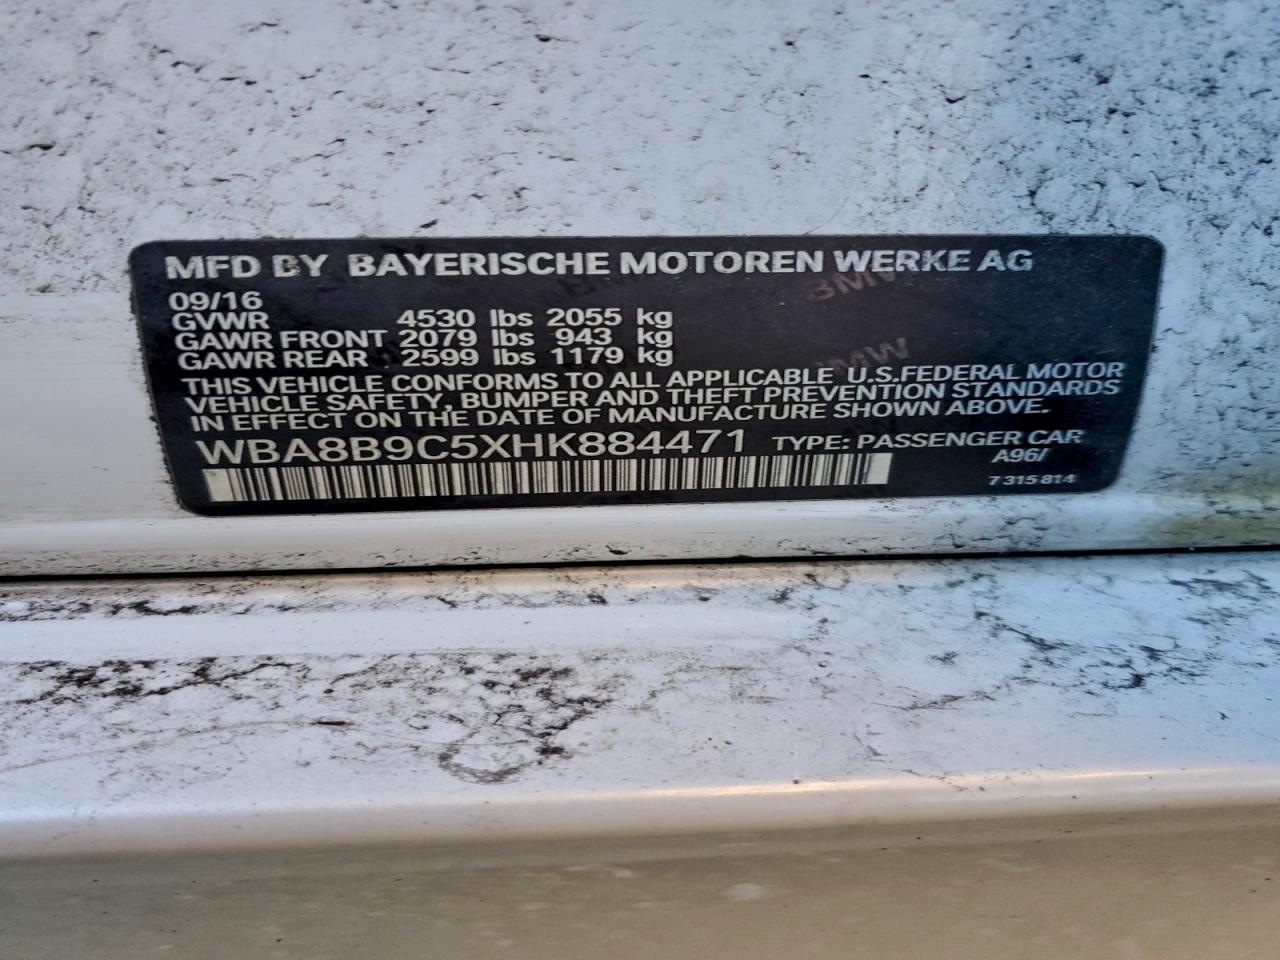 MFD BY BAYERISCHE MOTOREN WERKE AG
09/16
GVWR 4530 lbs 2055 kg
GAWR FRONT 2079 lbs 943 kg
GAWR REAR 2599 lbs 1179 kg
THIS VEHICLE CONFORMS TO ALL APPLICABLE U.S.FEDERAL MOTOR
VEHICLE SAFETY, BUMPER AND THEFT PREVENTION STANDARDS
IN EFFECT ON THE DATE OF MANUFACTURE SHOWN ABOVE.
WBA8B9C5XHK884471 TYPE: PASSENGER CAR
A96/
7 315 814
BMW
BMW